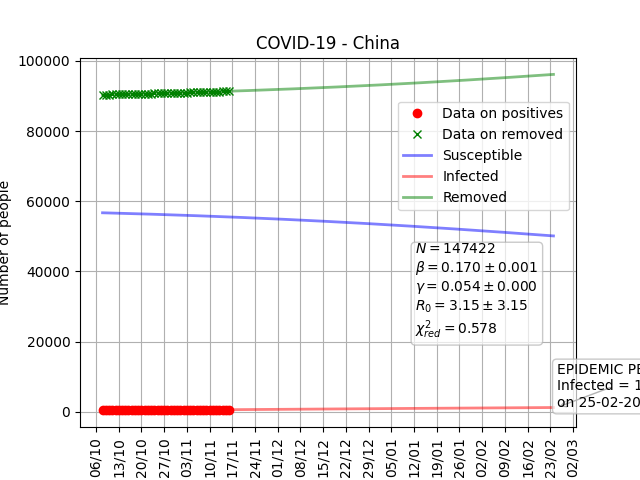 COVID-19 - China
Number of people
100000
80000
60000
40000
20000
0
Data on positives
Data on removed
Susceptible
Infected
Removed
N = 147422
β = 0.170 ± 0.001
γ = 0.054 ± 0.000
R₀ = 3.15 ± 3.15
χ²red = 0.578
EPIDEMIC PE
Infected = 1
on 25-02-20
06/10 13/10 20/10 27/10 03/11 10/11 17/11 24/11 01/12 08/12 15/12 22/12 29/12 05/01 12/01 19/01 26/01 02/02 09/02 16/02 23/02 02/03